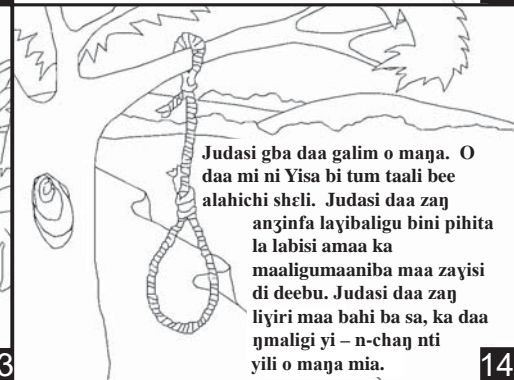 Judasi gba daa galim o maŋa. O
daa mi ni Yisa bi tum taali bee
alahichi shɛli. Judasi daa zaŋ
anʒinfa laɣibaligu bini pihita
la labisi amaa ka
maaligumaaniba maa zaɣisi
di deebu. Judasi daa zaŋ
liɣiri maa bahi ba sa, ka daa
ŋmaligi yi – n-chaŋ nti
yili o maŋa mia.
3
14